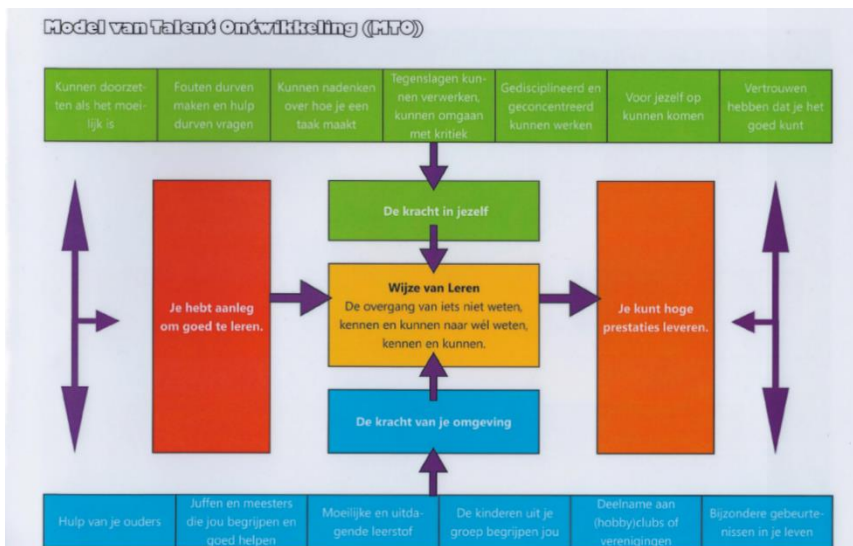 Model van Talent Ontwikkeling (MTO)
Kunnen doorzet-
ten als het moei-
lijk is
Fouten durven
maken en hulp
durven vragen
Kunnen nadenken
over hoe je een
taak maakt
Tegenslagen kun-
nen verwerken,
kunnen omgaan
met kritiek
Gedisciplineerd en
geconcentreerd
kunnen werken
Voor jezelf op
kunnen komen
Vertrouwen
hebben dat je het
goed kunt
De kracht in jezelf
Je hebt aanleg
om goed te leren.
Wijze van Leren
De overgang van iets niet weten,
kennen en kunnen naar wél weten,
kennen en kunnen.
Je kunt hoge
prestaties leveren.
De kracht van je omgeving
Hulp van je ouders
Juffen en meesters
die jou begrijpen en
goed helpen
Moeilijke en uitda-
gende leerstof
De kinderen uit je
groep begrijpen jou
Deelname aan
(hobby)clubs of
verenigingen
Bijzondere gebeurte-
nissen in je leven